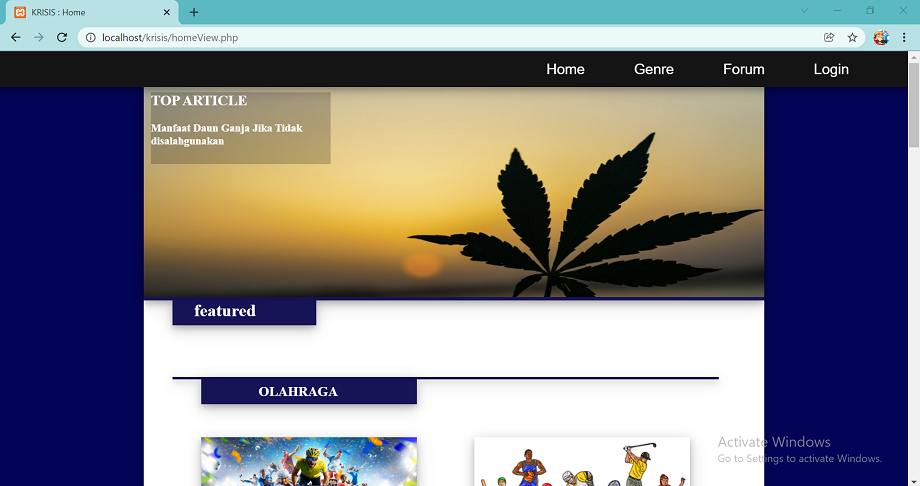 KRISIS : Home
localhost/krisis/homeView.php
Home Genre Forum Login
TOP ARTICLE
Manfaat Daun Ganja Jika Tidak
disalahgunakan
featured
OLAHRAGA
Activate Windows
Go to Settings to activate Windows.